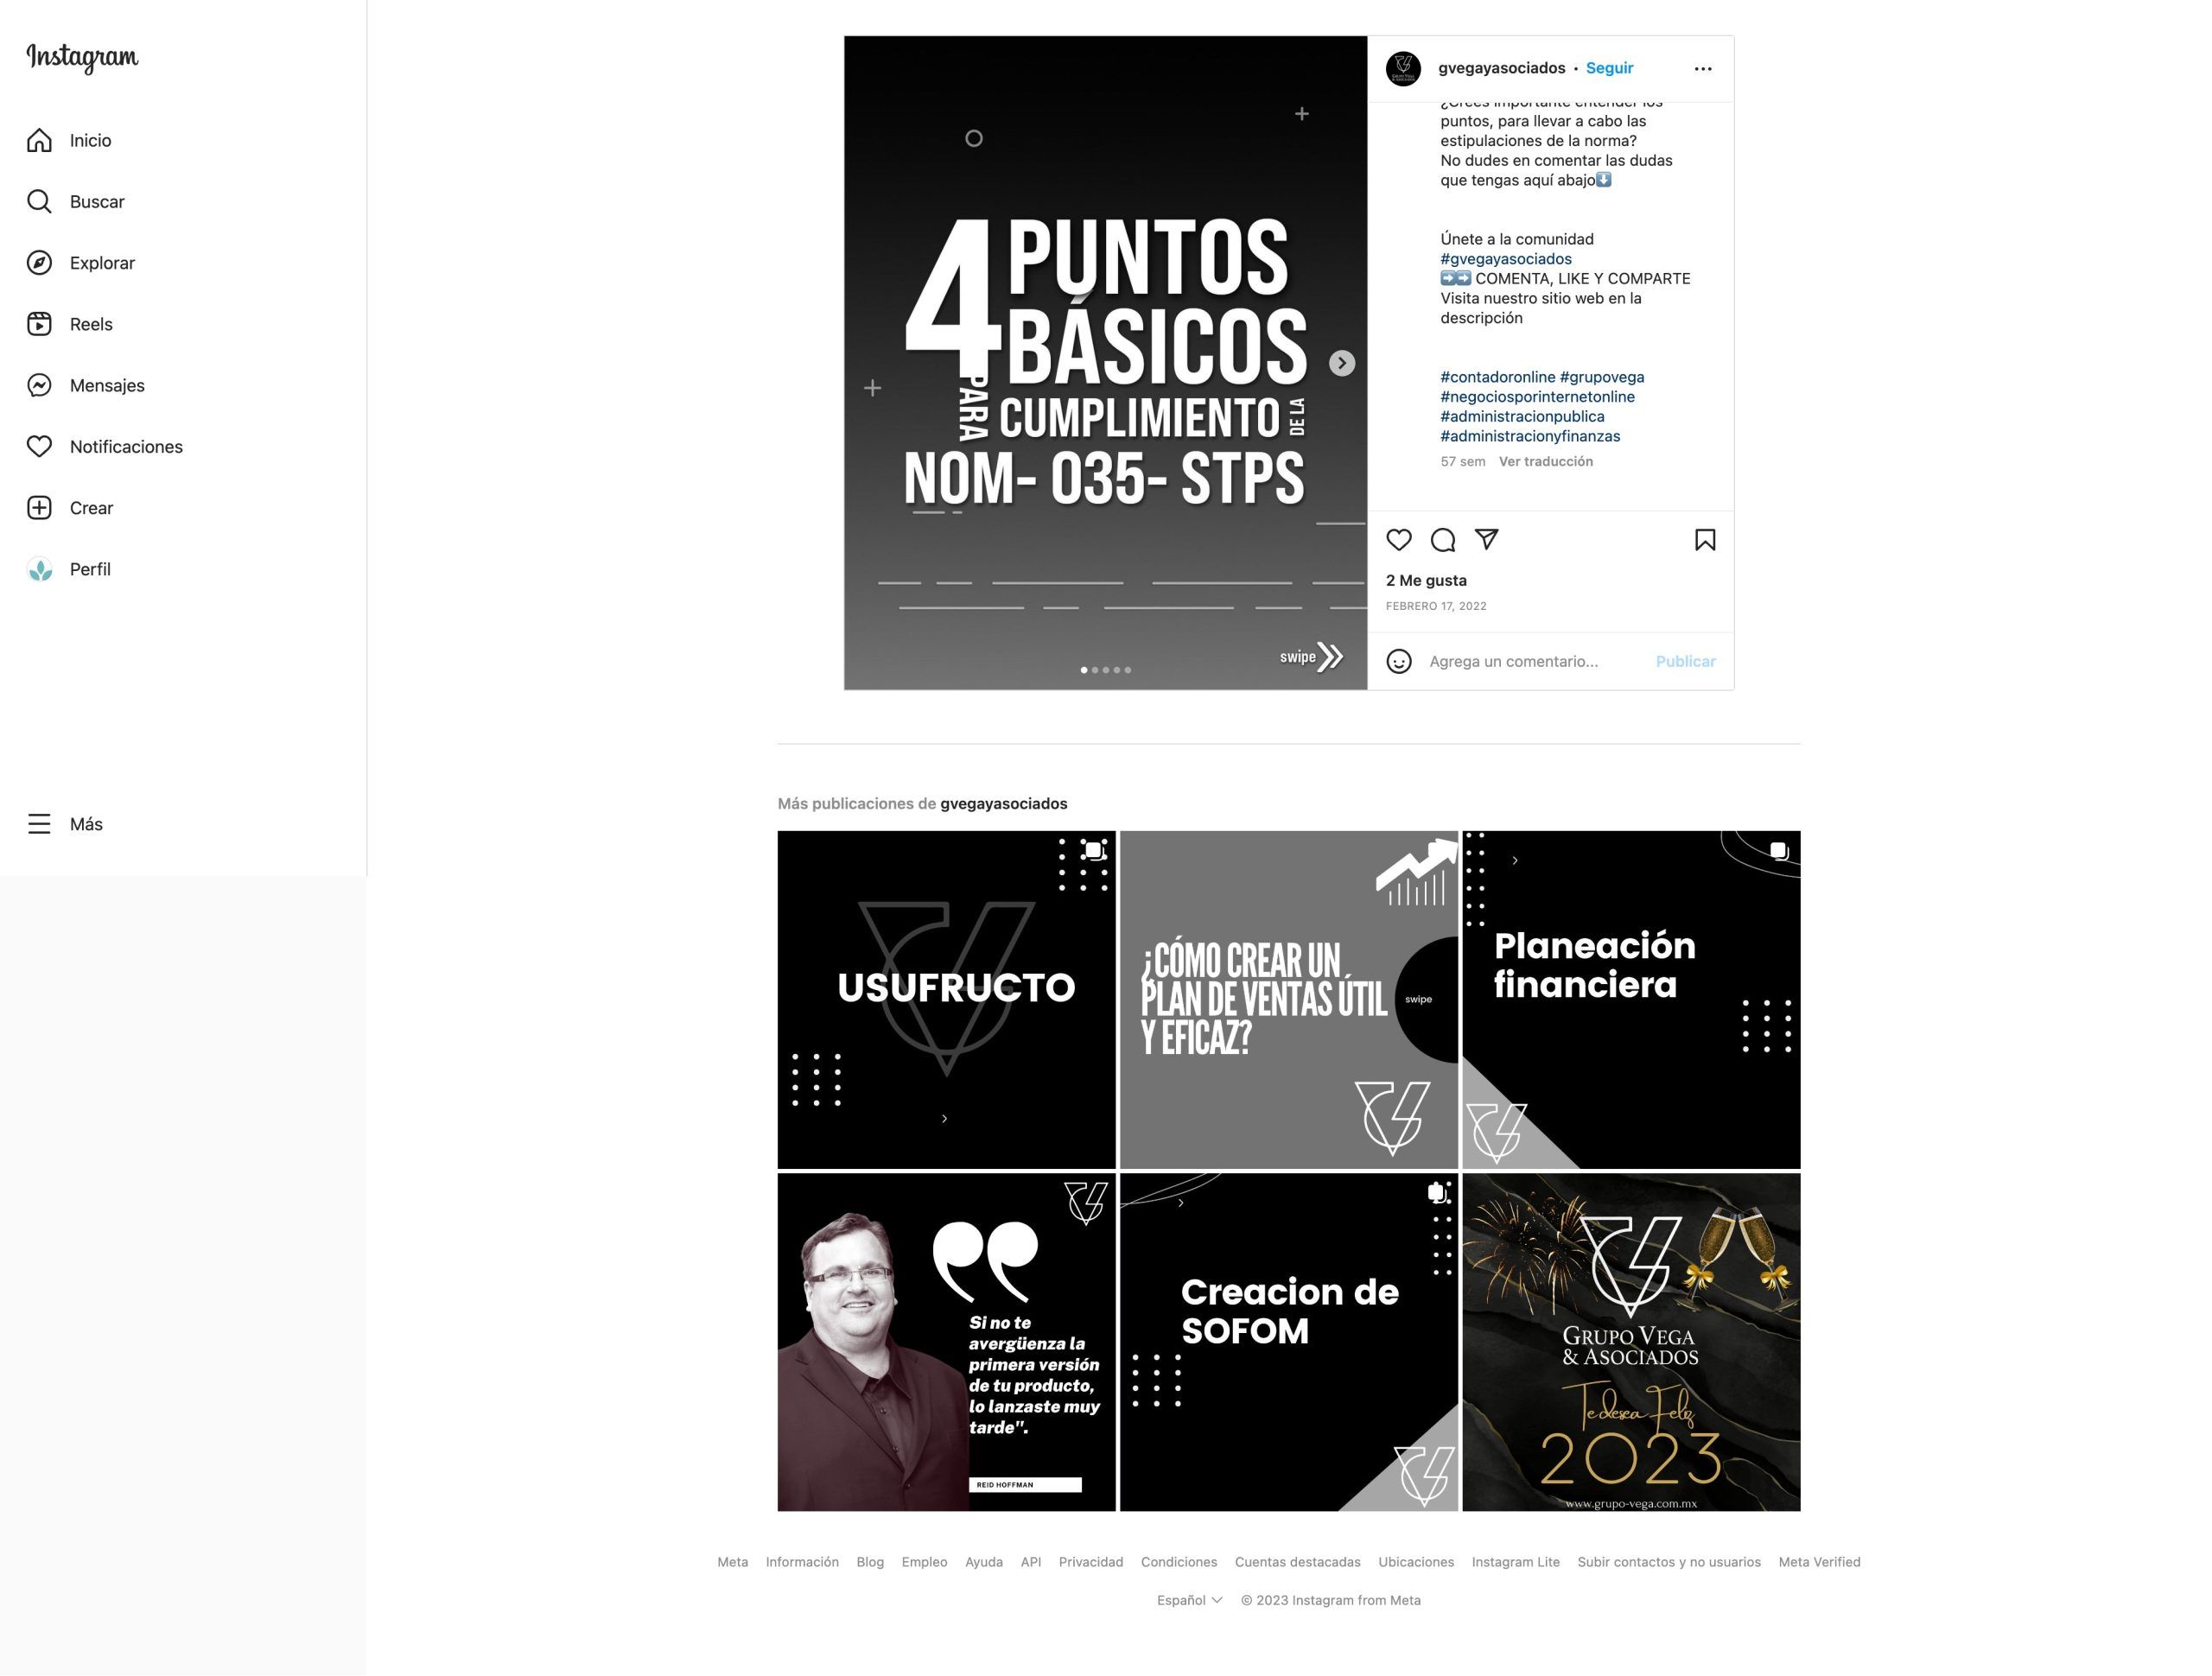 Instagram
Inicio
Buscar
Explorar
Reels
Mensajes
Notificaciones
Crear
Perfil
Más
4 PUNTOS
BÁSICOS
PARA CUMPLIMIENTO DE LA
NOM- 035- STPS
swipe
gvegayasociados • Seguir
¿Crees importante entender los
puntos, para llevar a cabo las
estipulaciones de la norma?
No dudes en comentar las dudas
que tengas aquí abajo⬇️
Únete a la comunidad
#gvegayasociados
➡️➡️ COMENTA, LIKE Y COMPARTE
Visita nuestro sitio web en la
descripción
#contadoronline #grupovega
#negociosporinternetonline
#administracionpublica
#administracionyfinanzas
57 sem Ver traducción
2 Me gusta
FEBRERO 17, 2022
Agrega un comentario... Publicar
Más publicaciones de gvegayasociados
USUFRUCTO
¿CÓMO CREAR UN
PLAN DE VENTAS ÚTIL
Y EFICAZ?
swipe
Planeación
financiera
Si no te
avergüenza la
primera versión
de tu producto,
lo lanzaste muy
tarde".
REID HOFFMAN
Creacion de
SOFOM
GRUPO VEGA
& ASOCIADOS
Te desea Feliz
2023
www.grupo-vega.com.mx
Meta Información Blog Empleo Ayuda API Privacidad Condiciones Cuentas destacadas Ubicaciones Instagram Lite Subir contactos y no usuarios Meta Verified
Español © 2023 Instagram from Meta